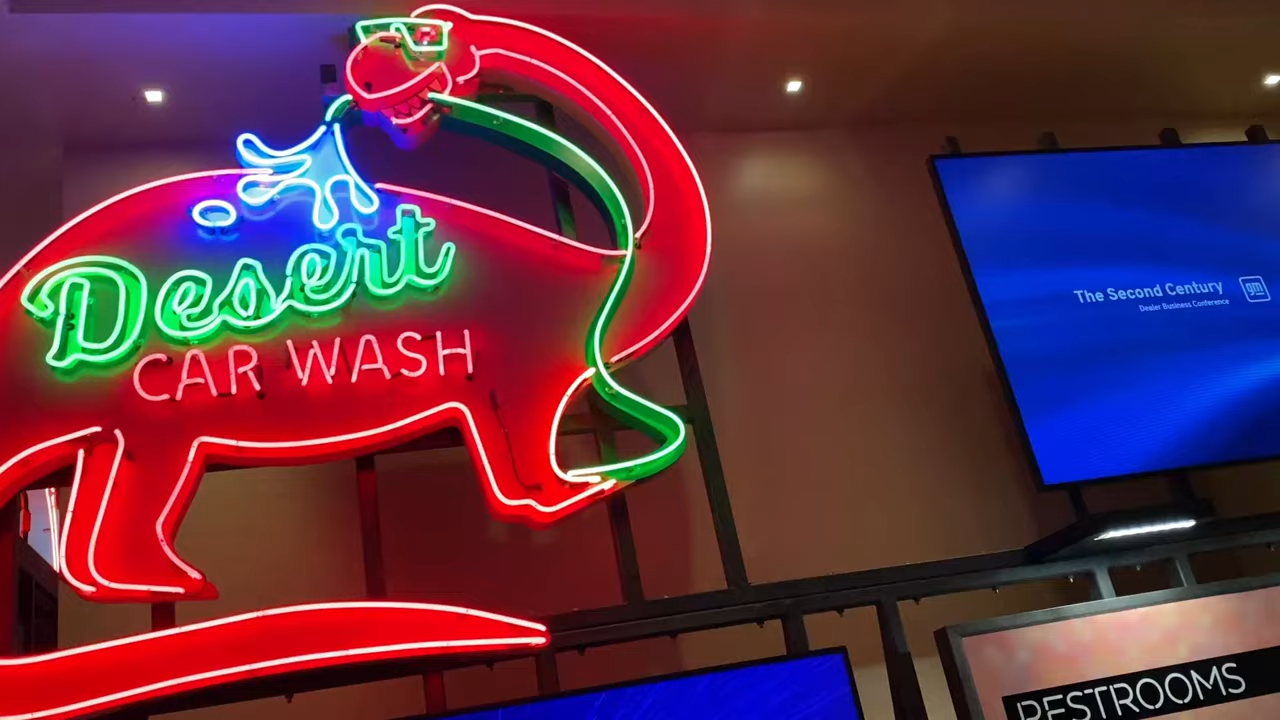 Desert
CAR WASH
The Second Century
Dealer Business Conference
gm
RESTROOMS